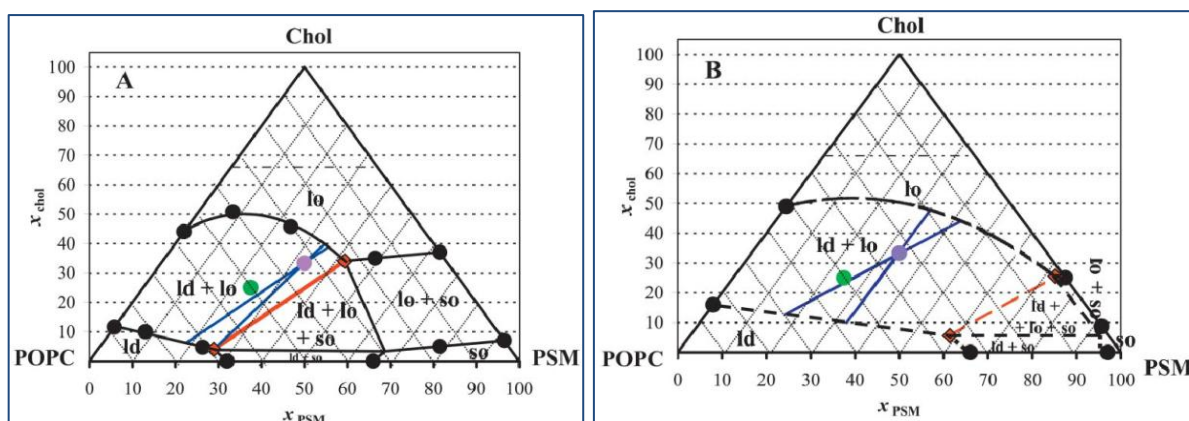 Chol
A
100
90
80
70
60
50
40
30
20
10
0
x chol
lo
ld + lo
lo + so
ld + lo
+ so
ld
ld + so
so
POPC
PSM
0 10 20 30 40 50 60 70 80 90 100
x PSM
Chol
B
100
90
80
70
60
50
40
30
20
10
0
x chol
lo
ld + lo
lo + so
ld +
+ lo + so
ld
ld + so
so
POPC
PSM
0 10 20 30 40 50 60 70 80 90 100
x PSM